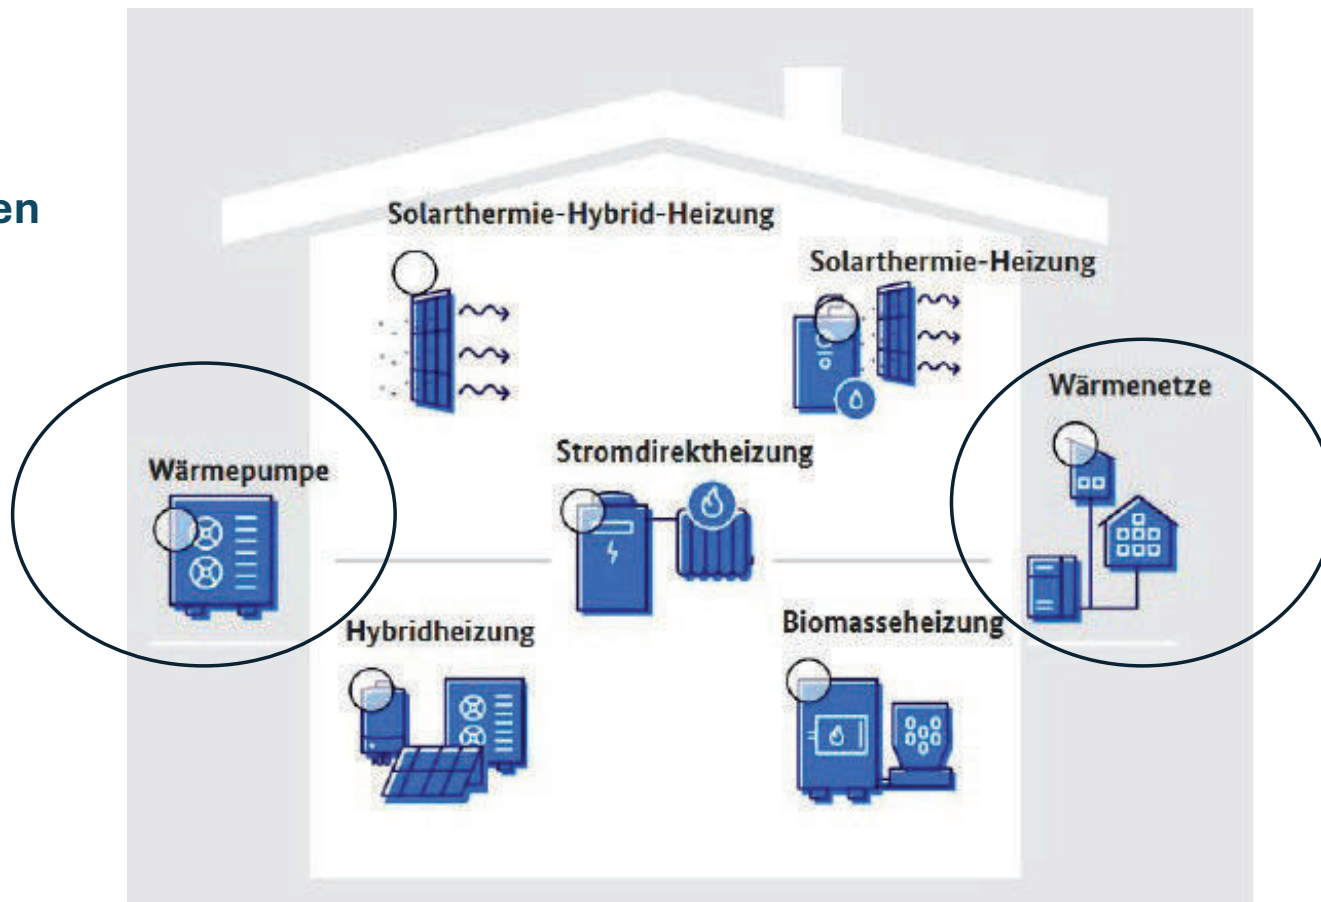 en
Solarthermie-Hybrid-Heizung
Solarthermie-Heizung
Wärmenetze
Stromdirektheizung
Wärmepumpe
Biomasseheizung
Hybridheizung